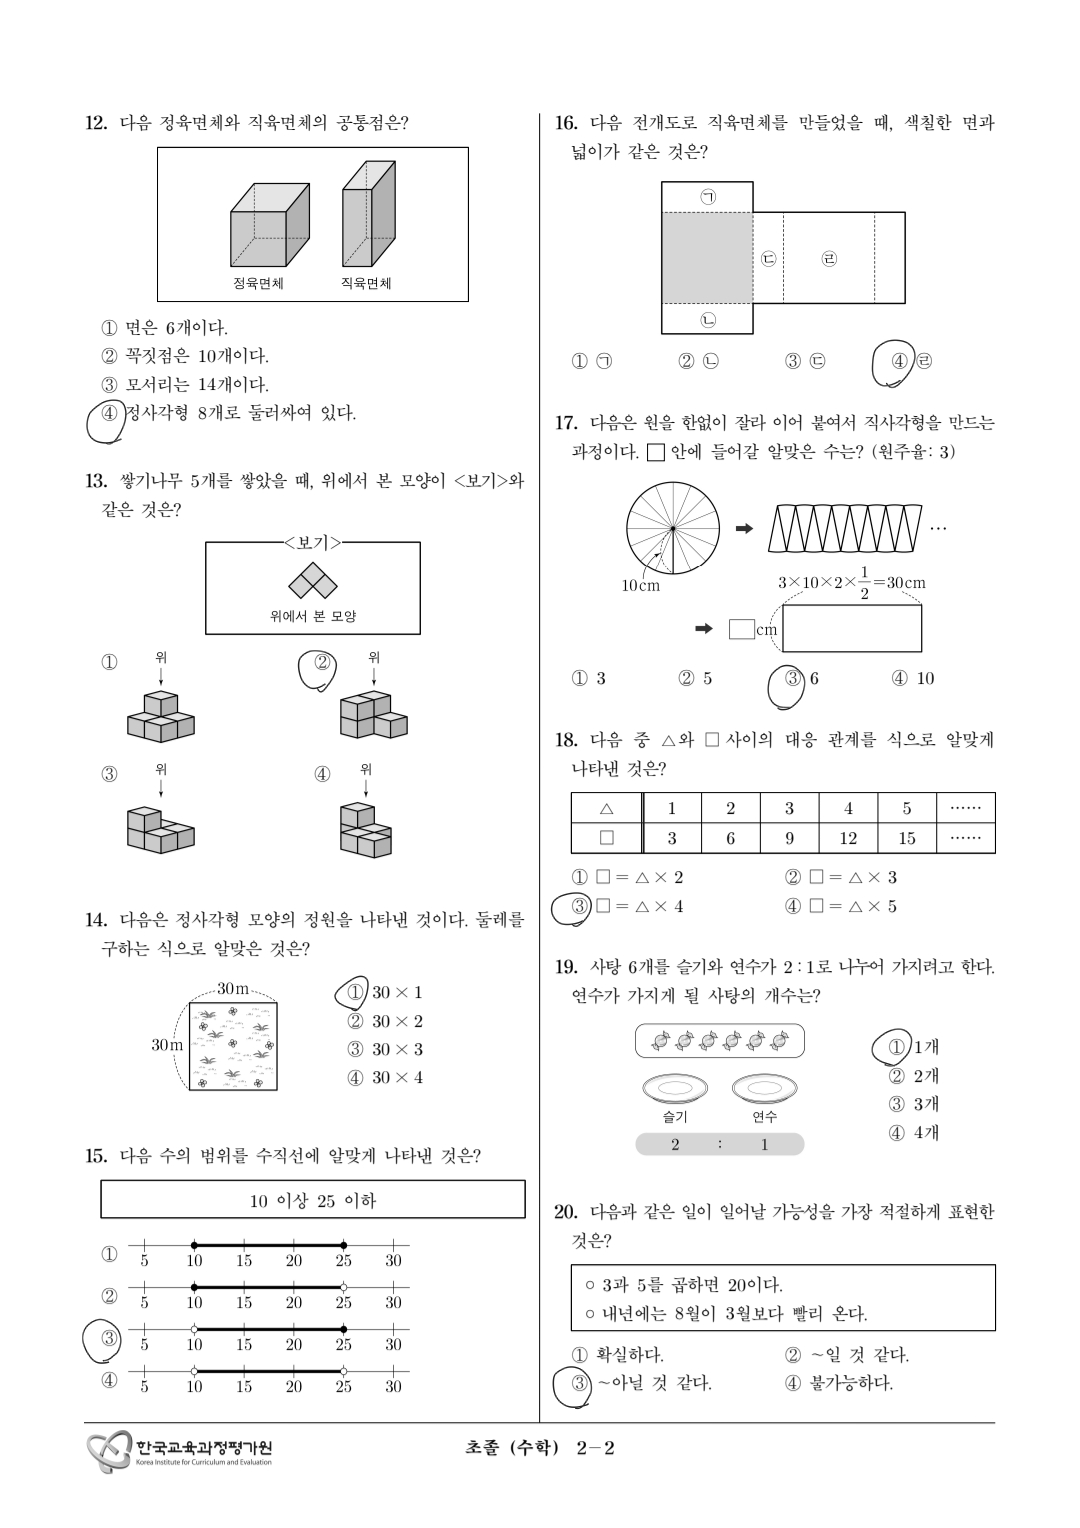 12. 다음 정육면체와 직육면체의 공통점은?
정육면체 직육면체
① 면은 6개이다.
② 꼭짓점은 10개이다.
③ 모서리는 14개이다.
④ 정사각형 8개로 둘러싸여 있다.
13. 쌓기나무 5개를 쌓았을 때, 위에서 본 모양이 <보기>와
같은 것은?
<보기>
위에서 본 모양
① 위 ② 위
③ 위 ④ 위
14. 다음은 정사각형 모양의 정원을 나타낸 것이다. 둘레를
구하는 식으로 알맞은 것은?
30m
30m
① 30 × 1
② 30 × 2
③ 30 × 3
④ 30 × 4
15. 다음 수의 범위를 수직선에 알맞게 나타낸 것은?
10 이상 25 이하
① 5 10 15 20 25 30
② 5 10 15 20 25 30
③ 5 10 15 20 25 30
④ 5 10 15 20 25 30
16. 다음 전개도로 직육면체를 만들었을 때, 색칠한 면과
넓이가 같은 것은?
㉠
㉢ ㉣
㉡
① ㉠ ② ㉡ ③ ㉢ ④ ㉣
17. 다음은 원을 한없이 잘라 이어 붙여서 직사각형을 만드는
과정이다. □ 안에 들어갈 알맞은 수는? (원주율: 3)
➡ …
10cm
3×10×2×1/2=30cm
➡ □cm
① 3 ② 5 ③ 6 ④ 10
18. 다음 중 △와 □ 사이의 대응 관계를 식으로 알맞게
나타낸 것은?
△ 1 2 3 4 5 ⋯⋯
□ 3 6 9 12 15 ⋯⋯
① □ = △ × 2 ② □ = △ × 3
③ □ = △ × 4 ④ □ = △ × 5
19. 사탕 6개를 슬기와 연수가 2 : 1로 나누어 가지려고 한다.
연수가 가지게 될 사탕의 개수는?
슬기 연수
2 : 1
① 1개
② 2개
③ 3개
④ 4개
20. 다음과 같은 일이 일어날 가능성을 가장 적절하게 표현한
것은?
○ 3과 5를 곱하면 20이다.
○ 내년에는 8월이 3월보다 빨리 온다.
① 확실하다. ② ~일 것 같다.
③ ~아닐 것 같다. ④ 불가능하다.
한국교육과정평가원
Korea Institute for Curriculum and Evaluation
초졸 (수학) 2-2